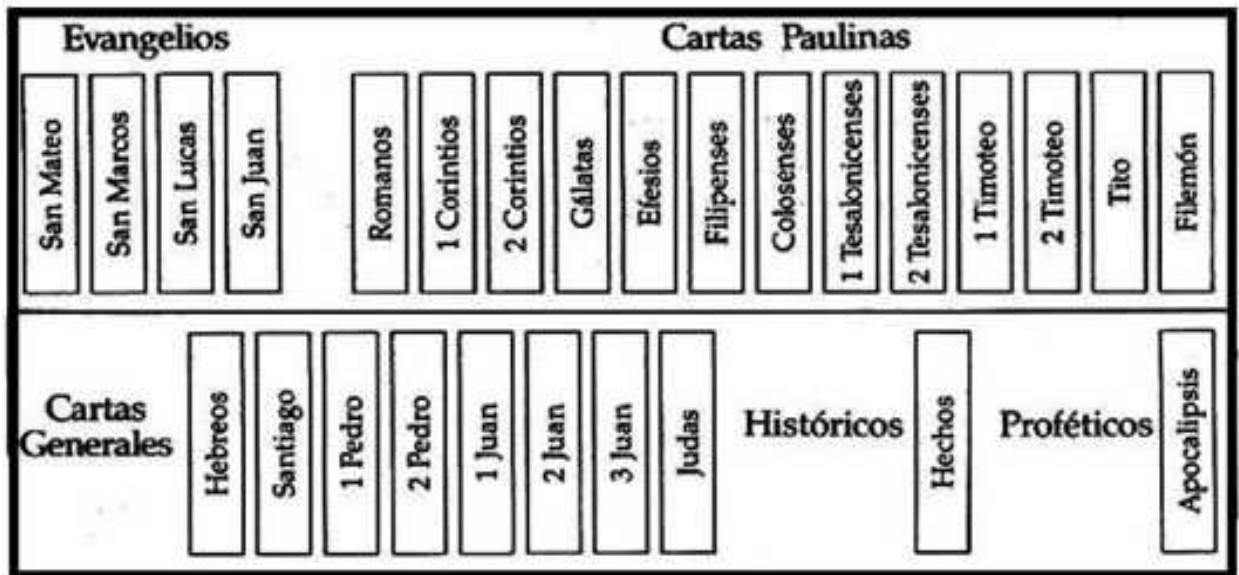 Evangelios
San Mateo
San Marcos
San Lucas
San Juan
Cartas Paulinas
Romanos
1 Corintios
2 Corintios
Gálatas
Efesios
Filipenses
Colosenses
1 Tesalonicenses
2 Tesalonicenses
1 Timoteo
2 Timoteo
Tito
Filemón
Cartas
Generales
Hebreos
Santiago
1 Pedro
2 Pedro
1 Juan
2 Juan
3 Juan
Judas
Históricos
Hechos
Proféticos
Apocalipsis